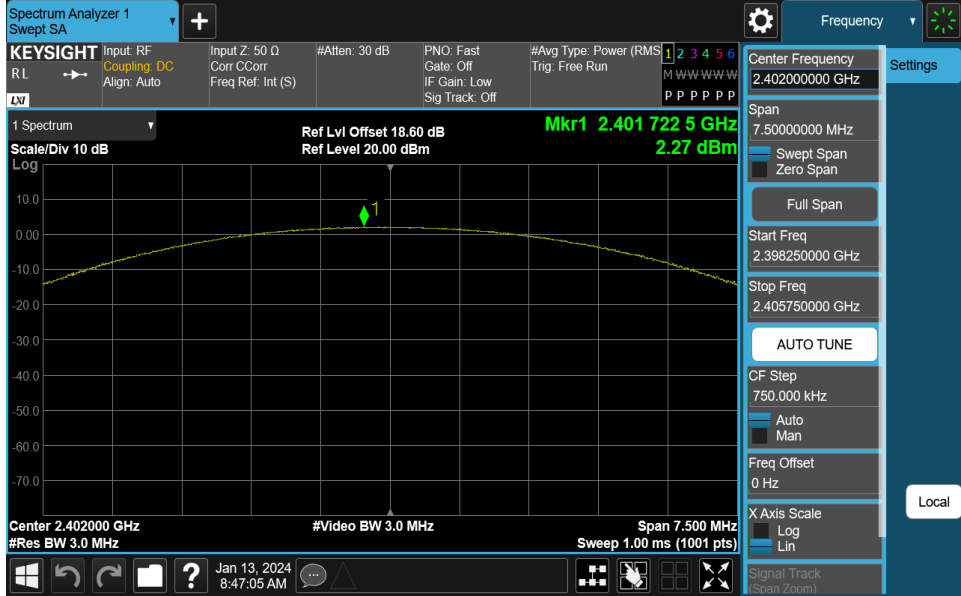 Spectrum Analyzer 1
Swept SA
+
Frequency
KEYSIGHT
R L
LXI
Input: RF
Coupling: DC
Align: Auto
Input Z: 50 Ω
Corr CCorr
Freq Ref: Int (S)
#Atten: 30 dB
PNO: Fast
Gate: Off
IF Gain: Low
Sig Track: Off
#Avg Type: Power (RMS
Trig: Free Run
1 2 3 4 5 6
M W W W W W
P P P P P P
1 Spectrum
Scale/Div 10 dB
Log
Ref Lvl Offset 18.60 dB
Ref Level 20.00 dBm
Mkr1 2.401 722 5 GHz
2.27 dBm
1
10.0
0.00
-10.0
-20.0
-30.0
-40.0
-50.0
-60.0
-70.0
Center 2.402000 GHz
#Res BW 3.0 MHz
#Video BW 3.0 MHz
Span 7.500 MHz
Sweep 1.00 ms (1001 pts)
Center Frequency
2.402000000 GHz
Span
7.50000000 MHz
Swept Span
Zero Span
Full Span
Start Freq
2.398250000 GHz
Stop Freq
2.405750000 GHz
AUTO TUNE
CF Step
750.000 kHz
Auto
Man
Freq Offset
0 Hz
X Axis Scale
Log
Lin
Signal Track
(Span Zoom)
Settings
Local
?
Jan 13, 2024
8:47:05 AM